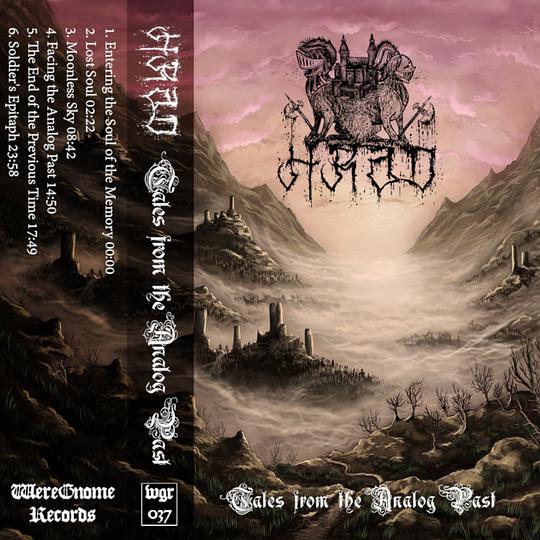 1. Entering the Soul of the Memory 00:00
2. Lost Soul 02:22
3. Moonless Sky 08:42
4. Facing the Analog Past 14:50
5. The End of the Previous Time 17:49
6. Soldier's Epitaph 23:58
WereGnome
Records
Tales from the Analog Past
wgr
037
Tales from the Analog Past